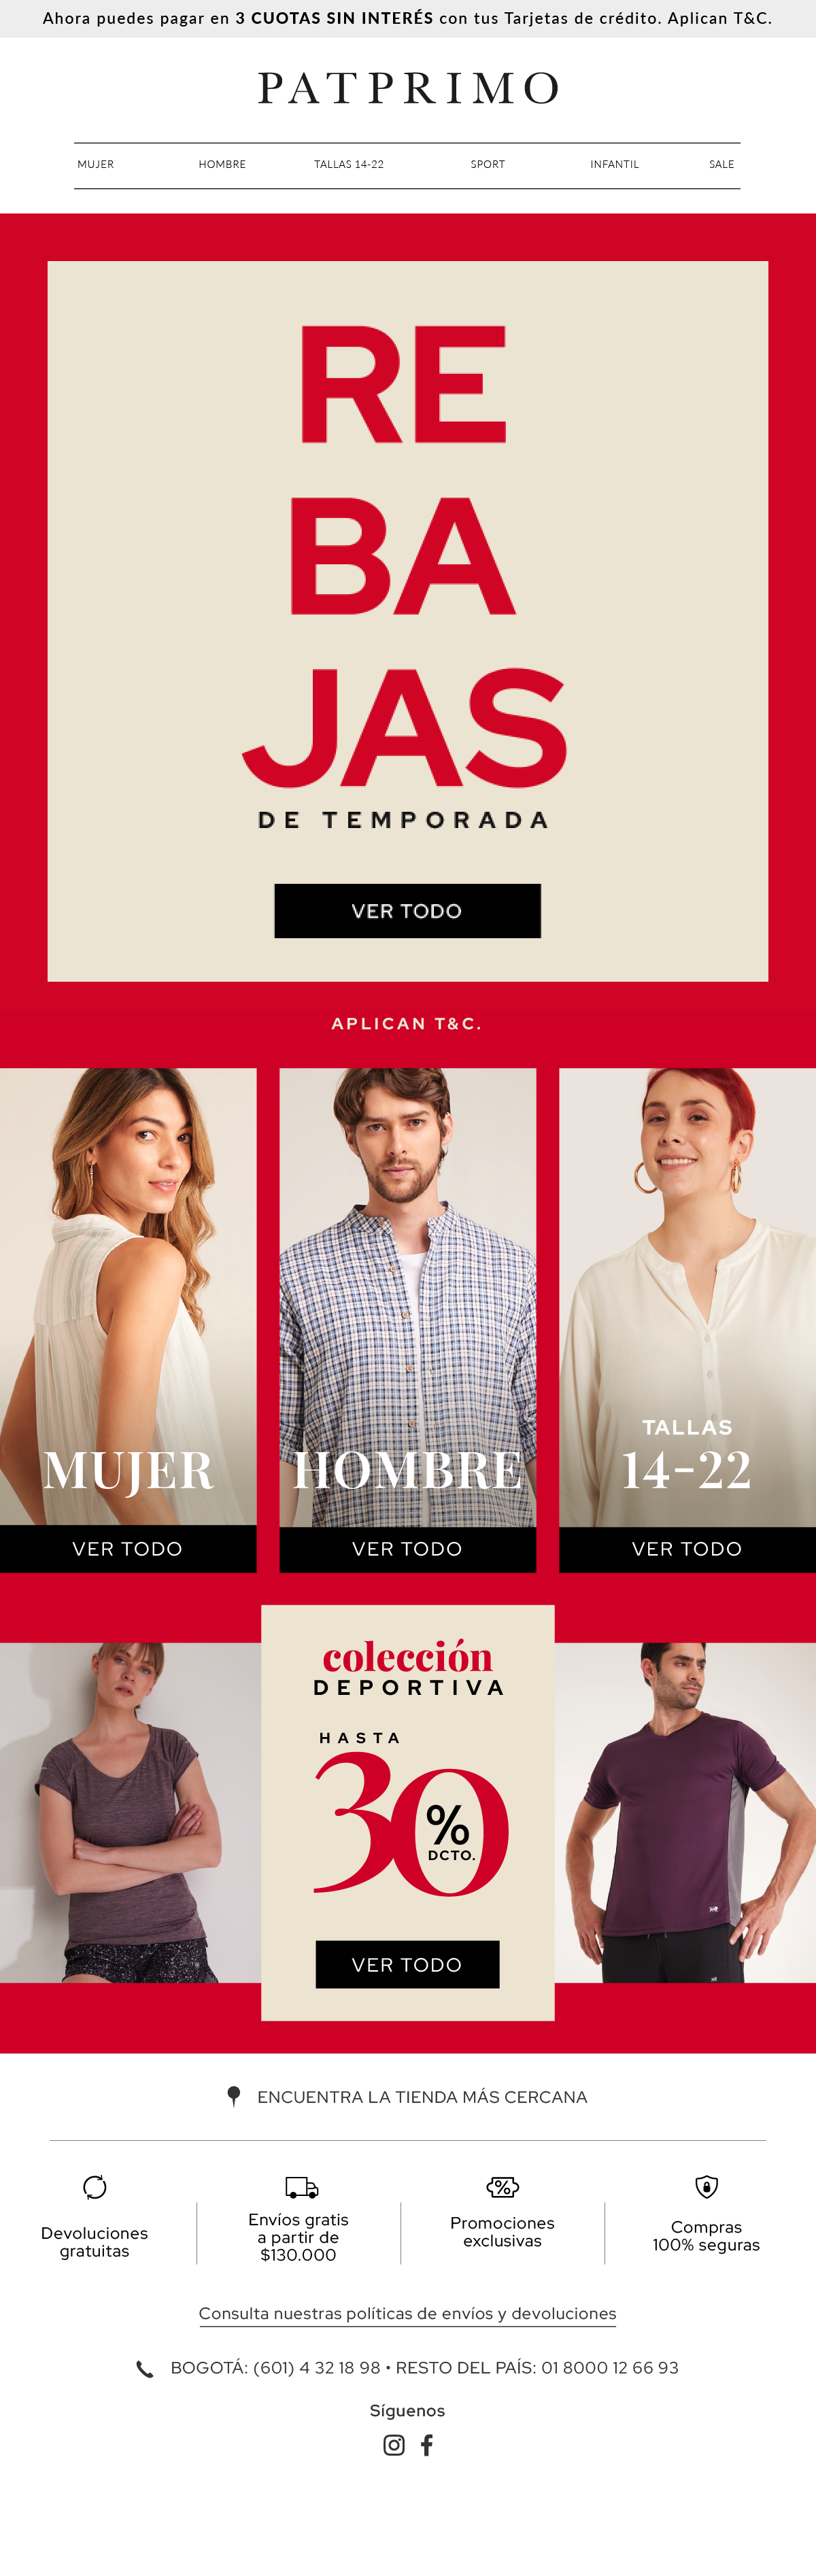 Ahora puedes pagar en 3 CUOTAS SIN INTERÉS con tus Tarjetas de crédito. Aplican T&C.
PATPRIMO
MUJER HOMBRE TALLAS 14-22 SPORT INFANTIL SALE
RE
BA
JAS
DE TEMPORADA
VER TODO
APLICAN T&C.
MUJER
VER TODO
HOMBRE
VER TODO
TALLAS
14-22
VER TODO
colección
DEPORTIVA
HASTA
30%
DCTO.
VER TODO
ENCUENTRA LA TIENDA MÁS CERCANA
Devoluciones
gratuitas
Envíos gratis
a partir de
$130.000
Promociones
exclusivas
Compras
100% seguras
Consulta nuestras políticas de envíos y devoluciones
BOGOTÁ: (601) 4 32 18 98 • RESTO DEL PAÍS: 01 8000 12 66 93
Síguenos